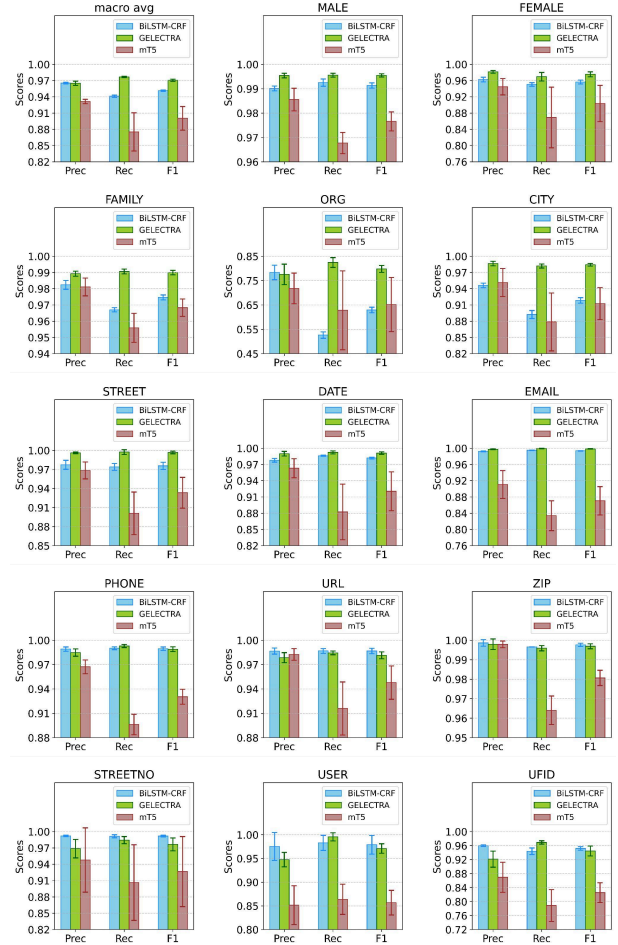 macro avg
BiLSTM-CRF
GELECTRA
mT5
Scores
1.00
0.97
0.94
0.91
0.88
0.85
0.82
Prec Rec F1
MALE
BiLSTM-CRF
GELECTRA
mT5
Scores
1.00
0.99
0.98
0.97
0.96
Prec Rec F1
FEMALE
BiLSTM-CRF
GELECTRA
mT5
Scores
1.00
0.96
0.92
0.88
0.84
0.80
0.76
Prec Rec F1
FAMILY
BiLSTM-CRF
GELECTRA
mT5
Scores
1.00
0.99
0.98
0.97
0.96
0.95
0.94
Prec Rec F1
ORG
BiLSTM-CRF
GELECTRA
mT5
Scores
0.85
0.75
0.65
0.55
0.45
Prec Rec F1
CITY
BiLSTM-CRF
GELECTRA
mT5
Scores
1.00
0.97
0.94
0.91
0.88
0.85
0.82
Prec Rec F1
STREET
BiLSTM-CRF
GELECTRA
mT5
Scores
1.00
0.97
0.94
0.91
0.88
0.85
Prec Rec F1
DATE
BiLSTM-CRF
GELECTRA
mT5
Scores
1.00
0.97
0.94
0.91
0.88
0.85
0.82
Prec Rec F1
EMAIL
BiLSTM-CRF
GELECTRA
mT5
Scores
1.00
0.96
0.92
0.88
0.84
0.80
0.76
Prec Rec F1
PHONE
BiLSTM-CRF
GELECTRA
mT5
Scores
1.00
0.97
0.94
0.91
0.88
Prec Rec F1
URL
BiLSTM-CRF
GELECTRA
mT5
Scores
1.00
0.97
0.94
0.91
0.88
Prec Rec F1
ZIP
BiLSTM-CRF
GELECTRA
mT5
Scores
1.00
0.99
0.98
0.97
0.96
0.95
Prec Rec F1
STREETNO
BiLSTM-CRF
GELECTRA
mT5
Scores
1.00
0.97
0.94
0.91
0.88
0.85
0.82
Prec Rec F1
USER
BiLSTM-CRF
GELECTRA
mT5
Scores
1.00
0.95
0.90
0.85
0.80
Prec Rec F1
UFID
BiLSTM-CRF
GELECTRA
mT5
Scores
1.00
0.96
0.92
0.88
0.84
0.80
0.76
0.72
Prec Rec F1